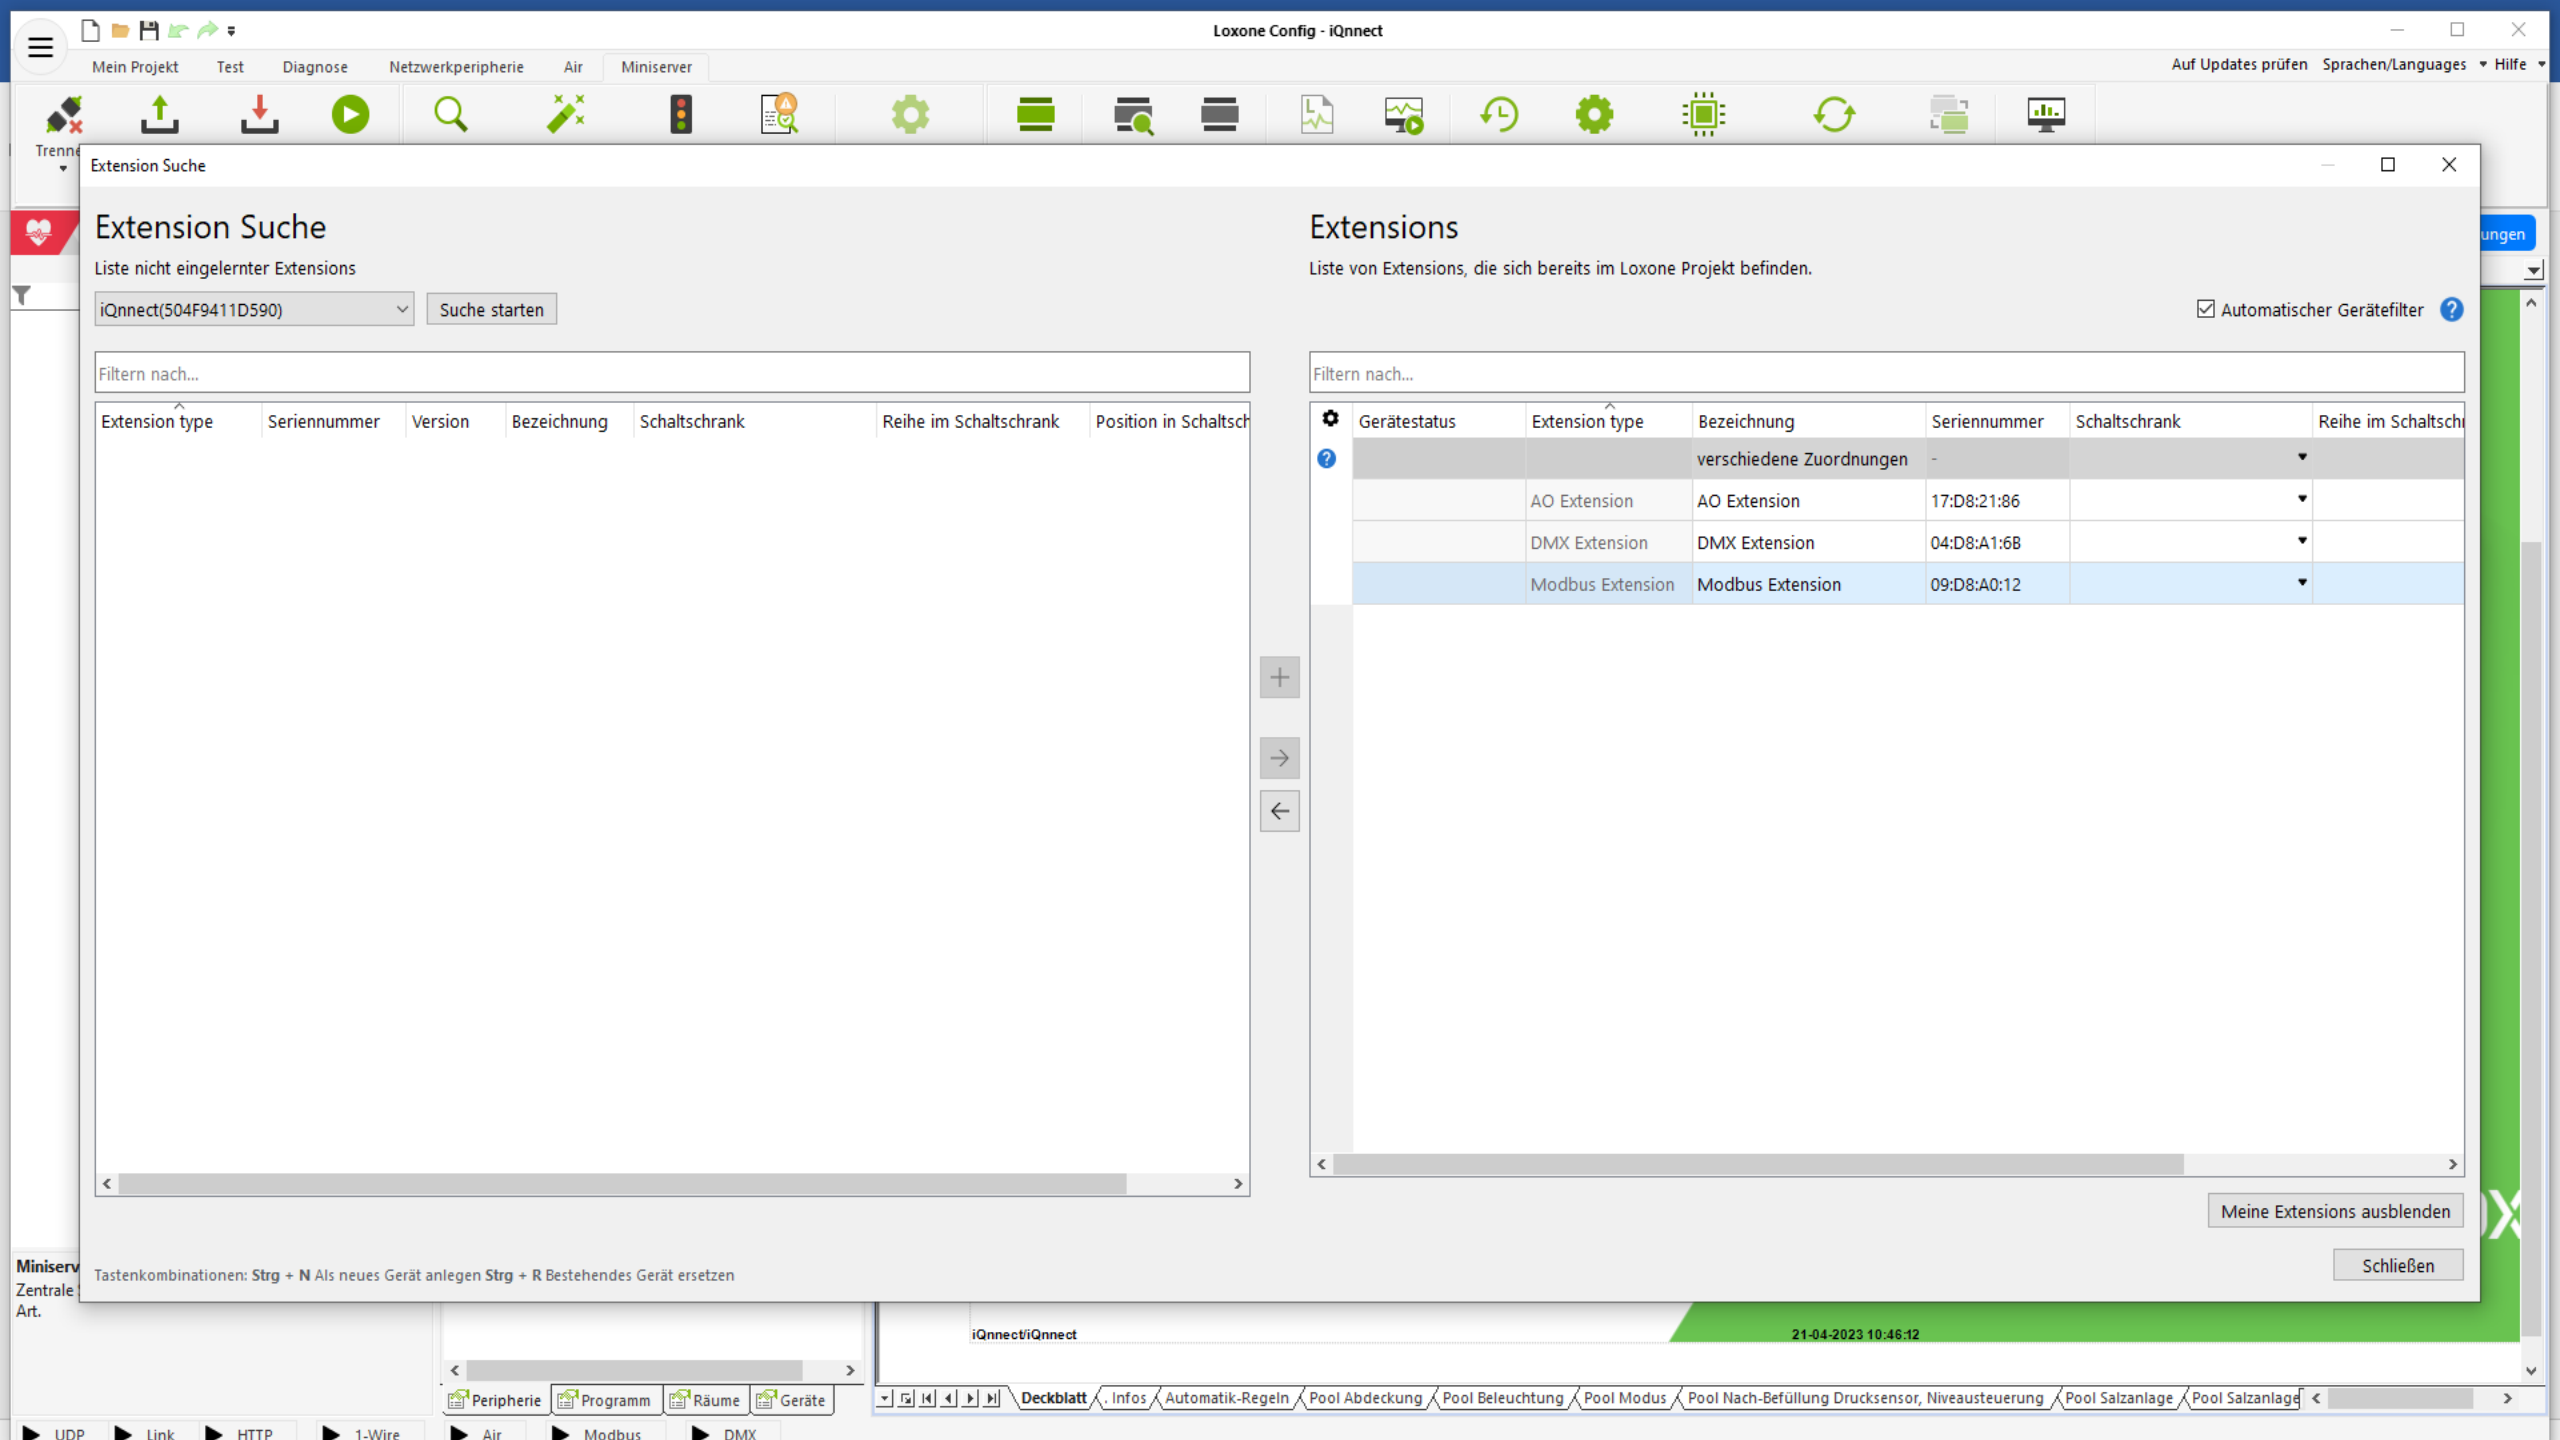 Loxone Config - iQnnect
Mein Projekt
Test
Diagnose
Netzwerkperipherie
Air
Miniserver
Auf Updates prüfen
Sprachen/Languages
Hilfe
Extension Suche
Extension Suche
Liste nicht eingelernter Extensions
iQnnect(504F9411D590)
Suche starten
Filtern nach...
Extension type
Seriennummer
Version
Bezeichnung
Schaltschrank
Reihe im Schaltschrank
Position in Schaltsch
Extensions
Liste von Extensions, die sich bereits im Loxone Projekt befinden.
Automatischer Gerätefilter
?
Filtern nach...
Gerätestatus
Extension type
Bezeichnung
Seriennummer
Schaltschrank
Reihe im Schaltsch
? verschiedene Zuordnungen -
AO Extension AO Extension 17:D8:21:86
DMX Extension DMX Extension 04:D8:A1:6B
Modbus Extension Modbus Extension 09:D8:A0:12
Meine Extensions ausblenden
Schließen
Tastenkombinationen: Strg + N Als neues Gerät anlegen Strg + R Bestehendes Gerät ersetzen
Trenne
ungen
Miniserv
Zentrale
Art.
iQnnect/iQnnect
21-04-2023 10:46:12
Peripherie
Programm
Räume
Geräte
Deckblatt
. Infos
Automatik-Regeln
Pool Abdeckung
Pool Beleuchtung
Pool Modus
Pool Nach-Befüllung Drucksensor, Niveausteuerung
Pool Salzanlage
Pool Salzanlage
UDP
Link
HTTP
1-Wire
Air
Modbus
DMX